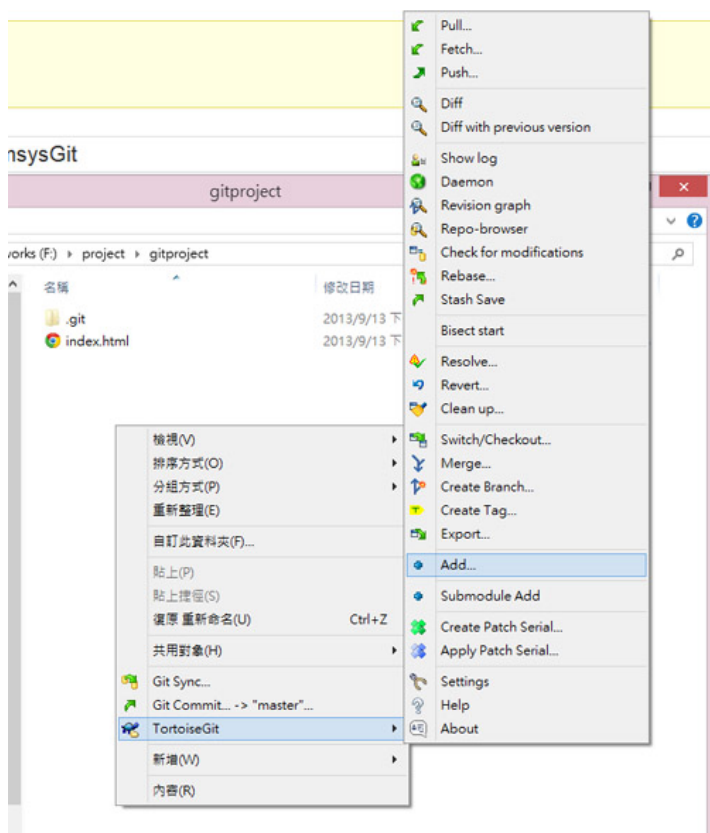 nsysGit
gitproject
works (F:) project gitproject
名稱
修改日期
.git
2013/9/13 下
index.html
2013/9/13 下
檢視(V)
排序方式(O)
分組方式(P)
重新整理(E)
自訂此資料夾(F)...
貼上(P)
貼上捷徑(S)
復原 重新命名(U) Ctrl+Z
共用對象(H)
Git Sync...
Git Commit... -> "master"...
TortoiseGit
新增(W)
內容(R)
Pull...
Fetch...
Push...
Diff
Diff with previous version
Show log
Daemon
Revision graph
Repo-browser
Check for modifications
Rebase...
Stash Save
Bisect start
Resolve...
Revert...
Clean up...
Switch/Checkout...
Merge...
Create Branch...
Create Tag...
Export...
Add...
Submodule Add
Create Patch Serial...
Apply Patch Serial...
Settings
Help
About